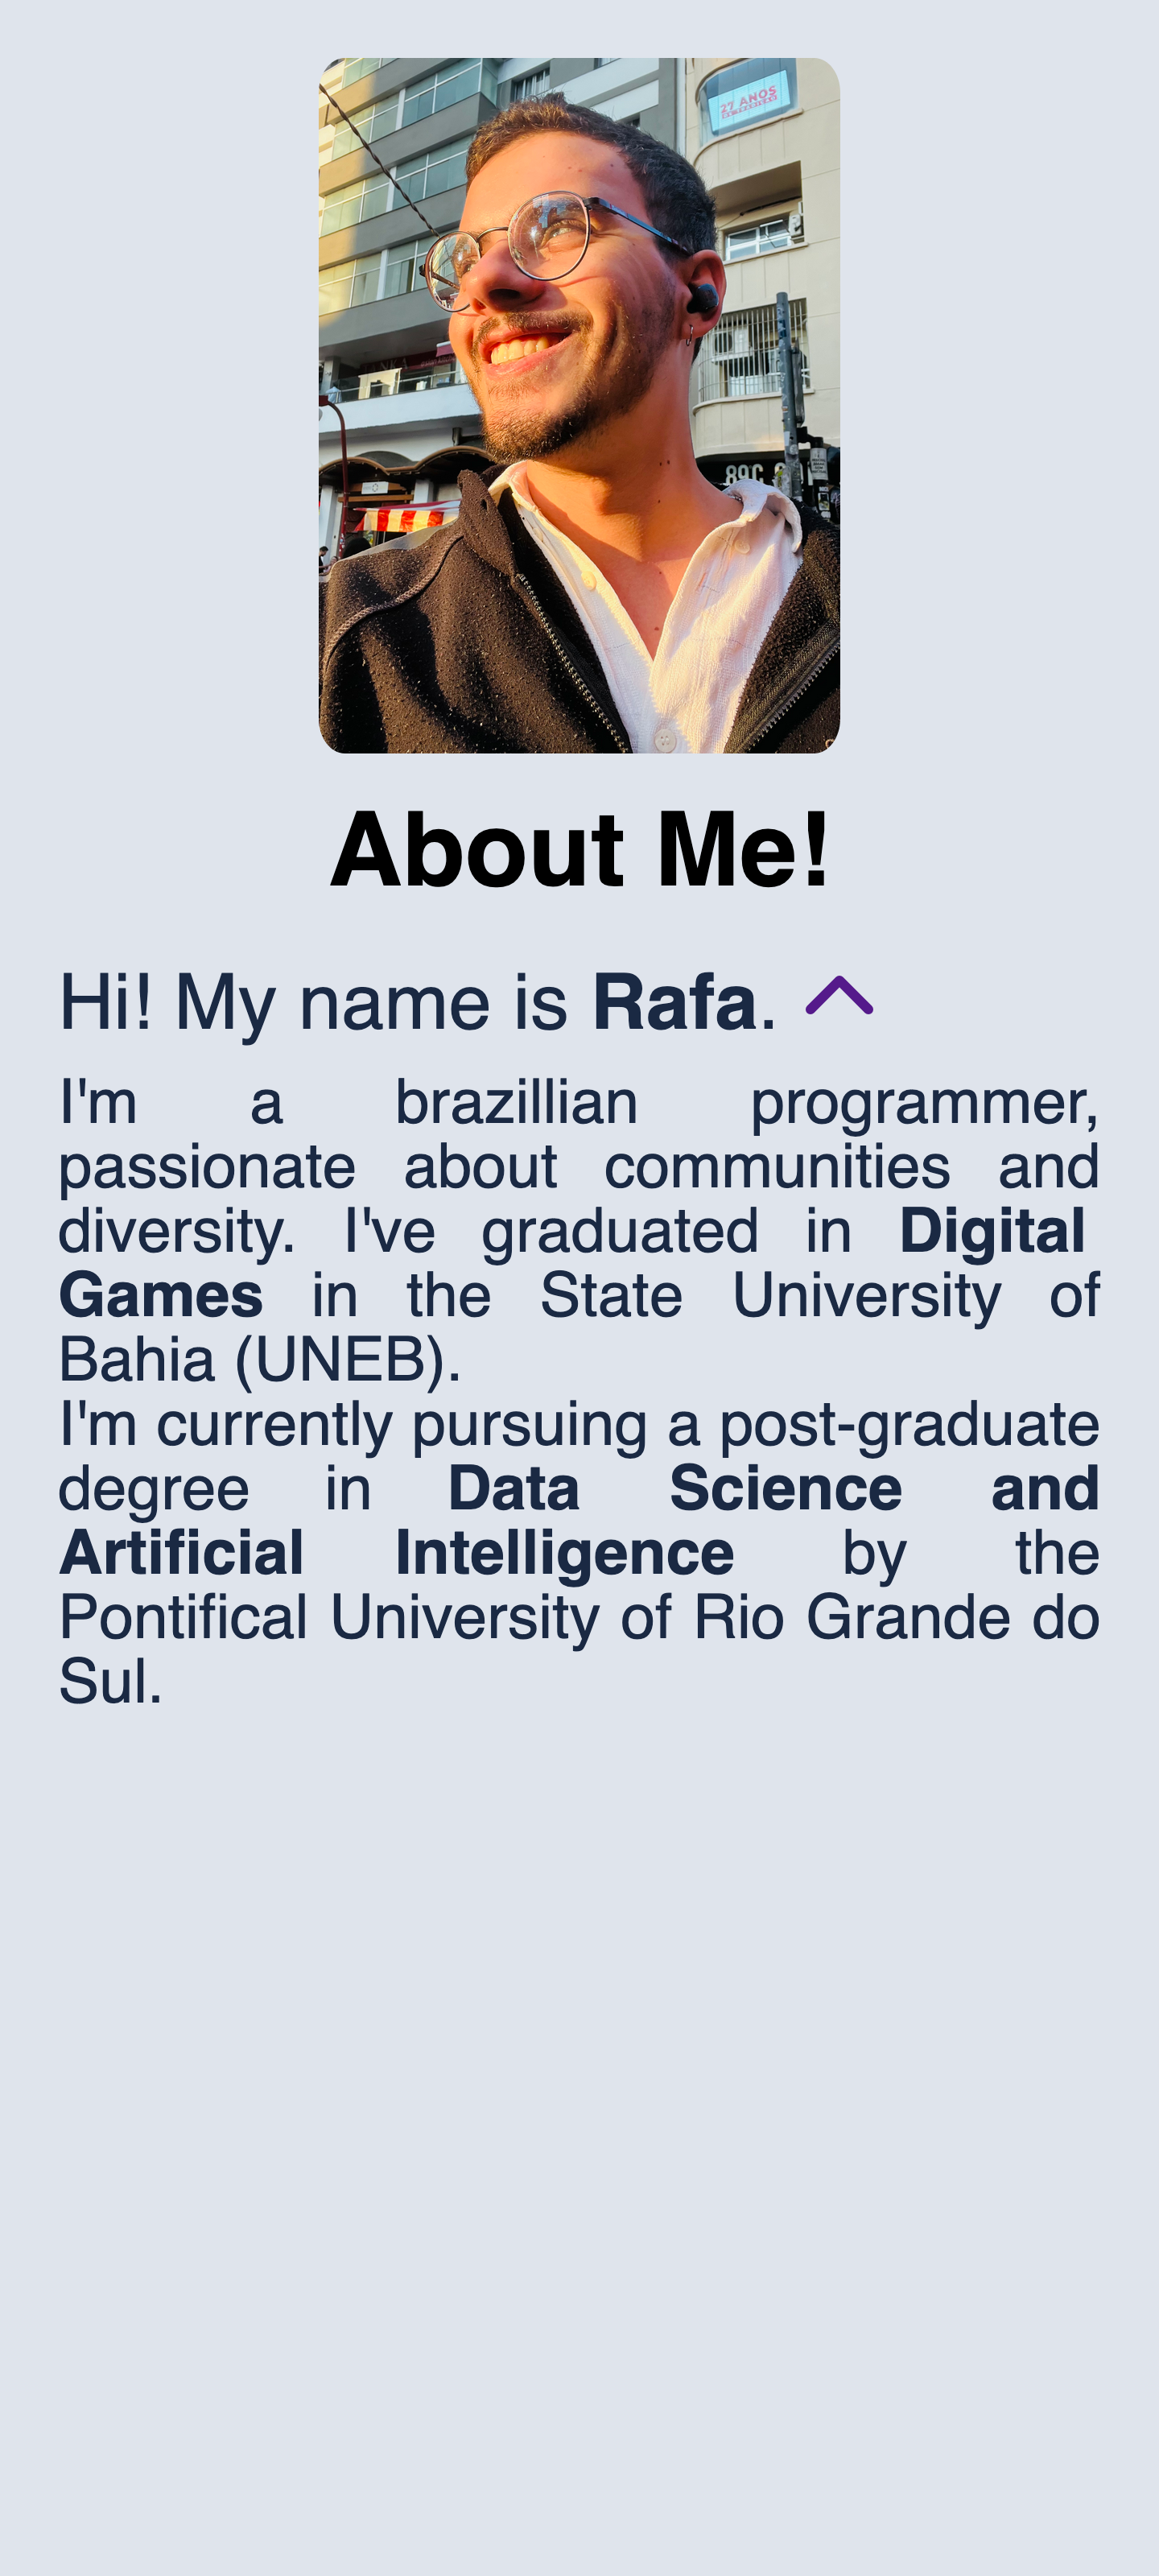 27 ANOS
89°C
About Me!
Hi! My name is Rafa.
I'm a brazillian programmer,
passionate about communities and
diversity. I've graduated in Digital
Games in the State University of
Bahia (UNEB).
I'm currently pursuing a post-graduate
degree in Data Science and
Artificial Intelligence by the
Pontifical University of Rio Grande do
Sul.